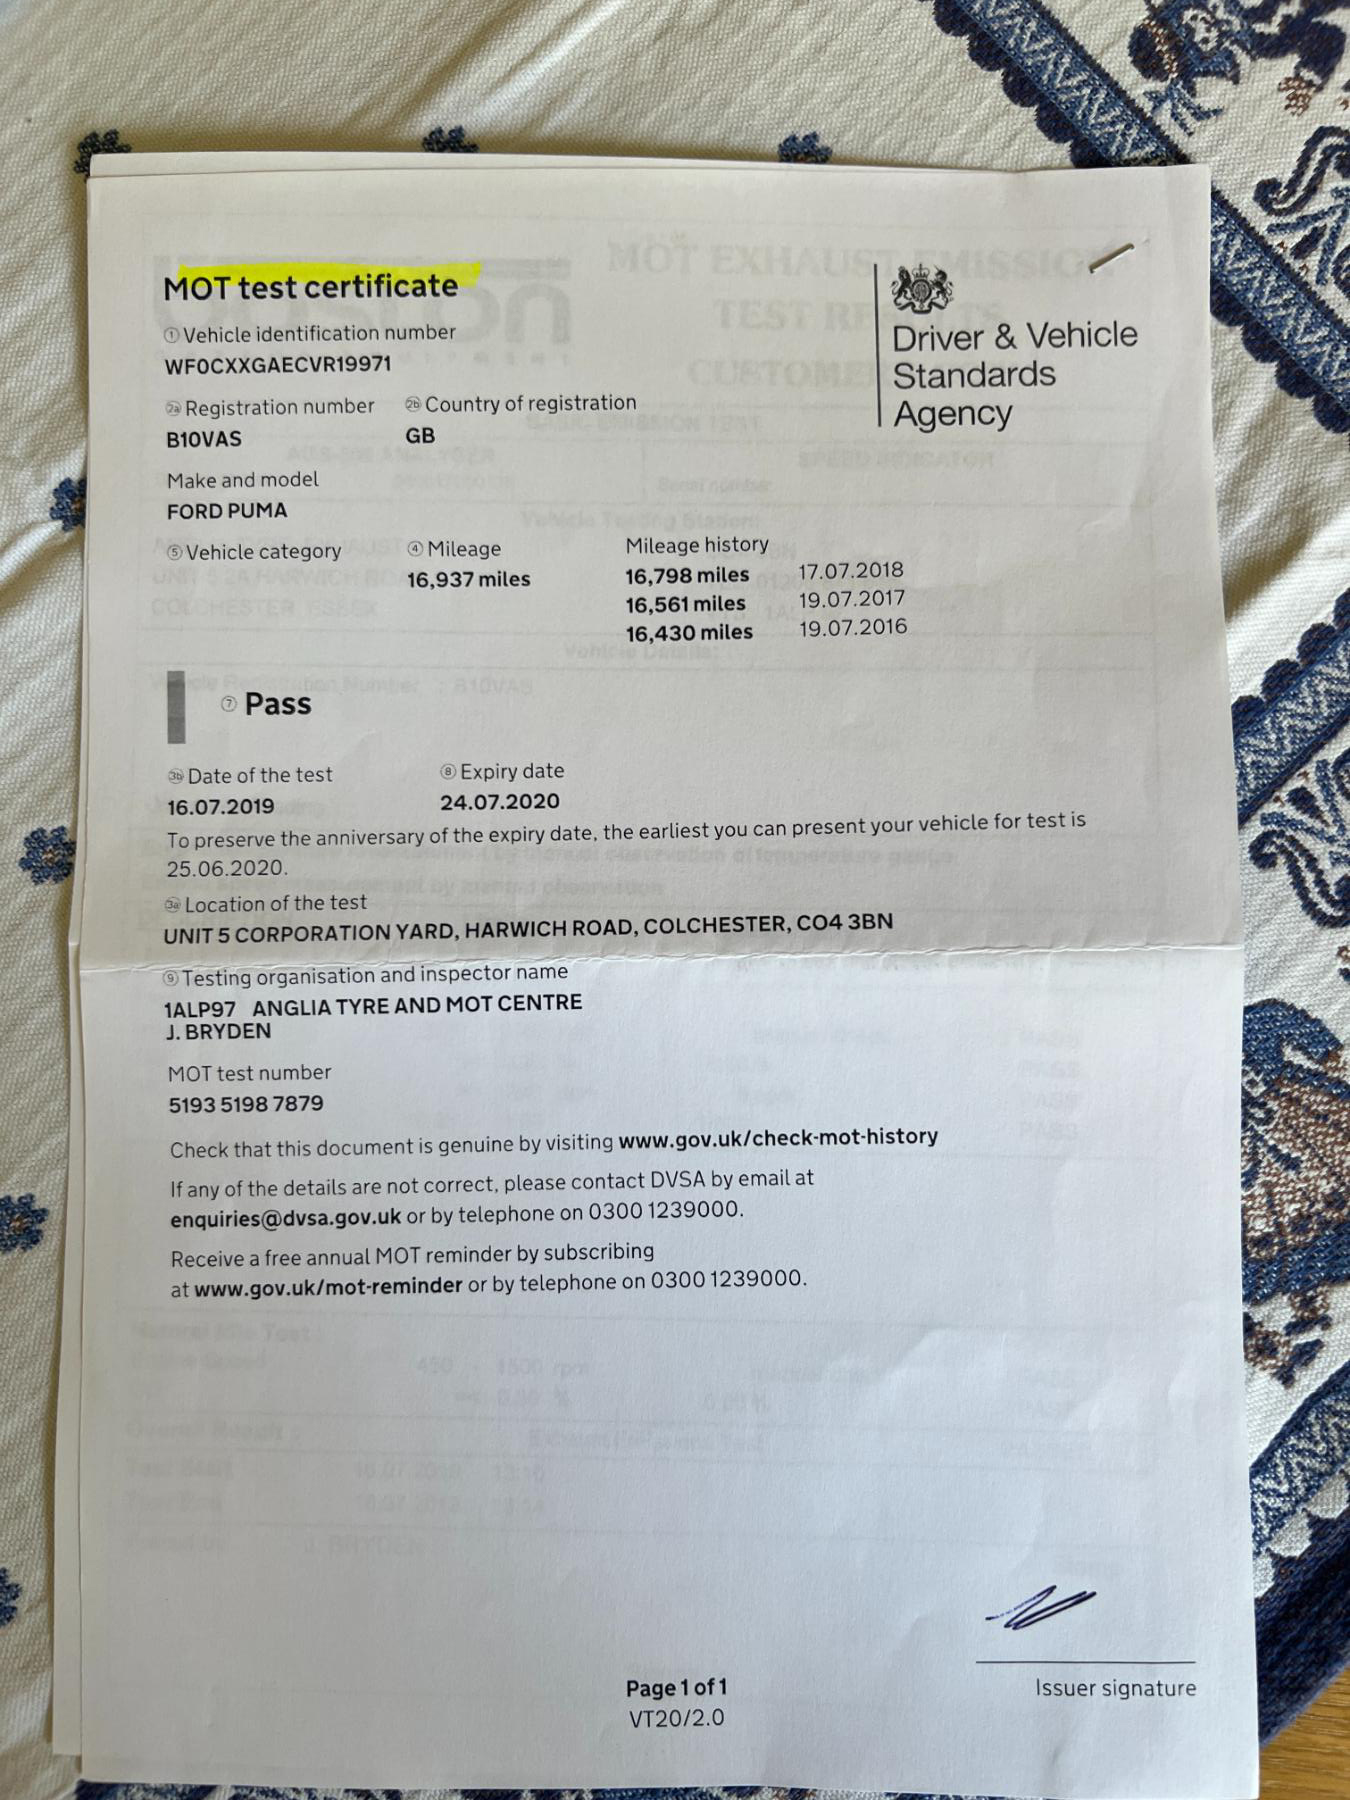 MOT test certificate
① Vehicle identification number
WF0CXXGAECVR19971
2a Registration number 2b Country of registration
B10VAS GB
Make and model
FORD PUMA
⑤ Vehicle category ④ Mileage Mileage history
16,937 miles 16,798 miles 17.07.2018
16,561 miles 19.07.2017
16,430 miles 19.07.2016
Driver & Vehicle
Standards
Agency
⑦ Pass
3b Date of the test ⑧ Expiry date
16.07.2019 24.07.2020
To preserve the anniversary of the expiry date, the earliest you can present your vehicle for test is
25.06.2020.
3a Location of the test
UNIT 5 CORPORATION YARD, HARWICH ROAD, COLCHESTER, CO4 3BN
⑨ Testing organisation and inspector name
1ALP97 ANGLIA TYRE AND MOT CENTRE
J. BRYDEN
MOT test number
5193 5198 7879
Check that this document is genuine by visiting www.gov.uk/check-mot-history
If any of the details are not correct, please contact DVSA by email at
enquiries@dvsa.gov.uk or by telephone on 0300 1239000.
Receive a free annual MOT reminder by subscribing
at www.gov.uk/mot-reminder or by telephone on 0300 1239000.
Page 1 of 1
VT20/2.0
Issuer signature
MOT EXHAUST EMISSION
TEST RESULTS